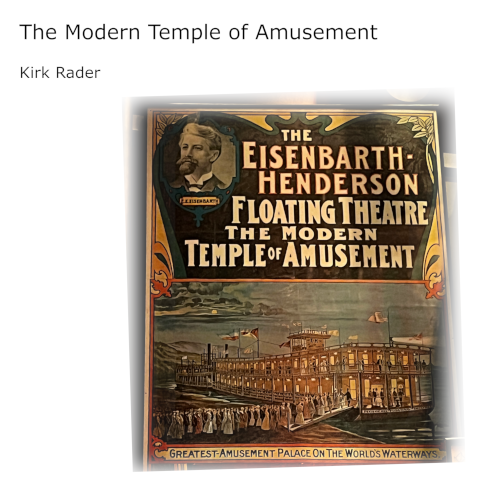 The Modern Temple of Amusement
Kirk Rader
THE
EISENBARTH-
HENDERSON
FLOATING THEATRE
THE MODERN
TEMPLE OF AMUSEMENT
J.E. EISENBARTH
GREATEST AMUSEMENT PALACE ON THE WORLD'S WATERWAYS.